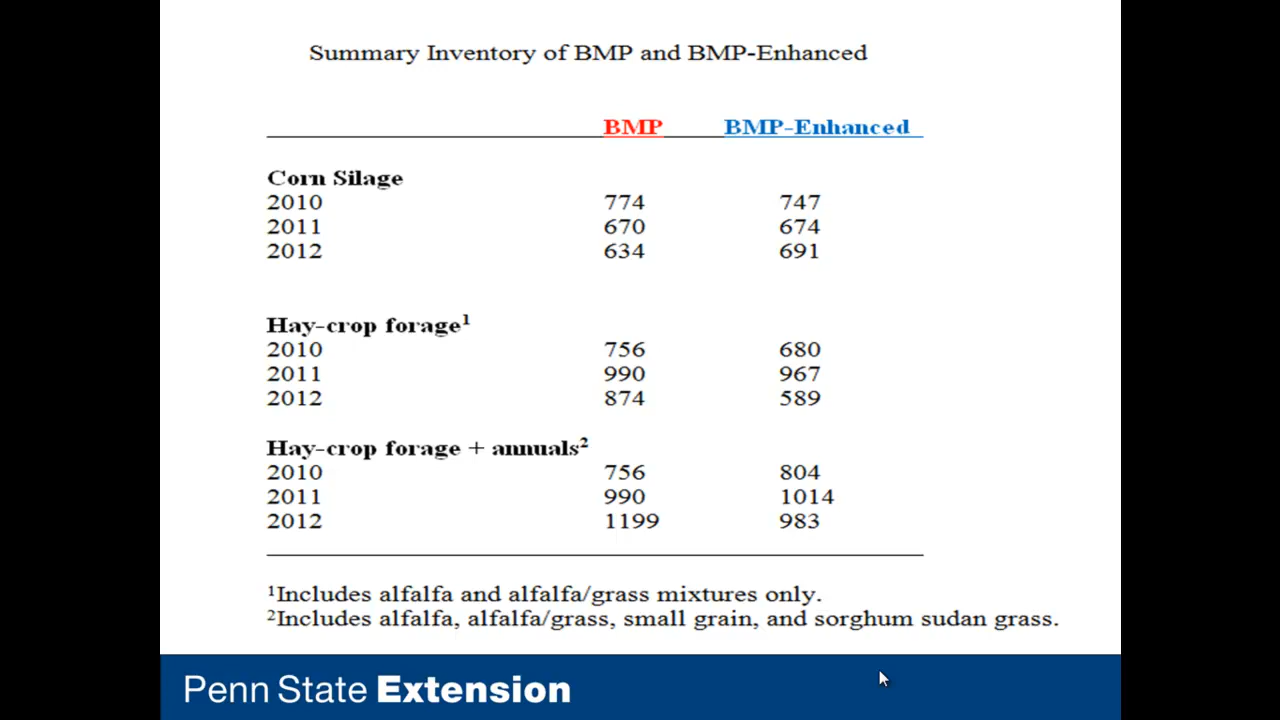 Summary Inventory of BMP and BMP-Enhanced
BMP BMP-Enhanced
Corn Silage
2010 774 747
2011 670 674
2012 634 691
Hay-crop forage¹
2010 756 680
2011 990 967
2012 874 589
Hay-crop forage + annuals²
2010 756 804
2011 990 1014
2012 1199 983
¹Includes alfalfa and alfalfa/grass mixtures only.
²Includes alfalfa, alfalfa/grass, small grain, and sorghum sudan grass.
Penn State Extension